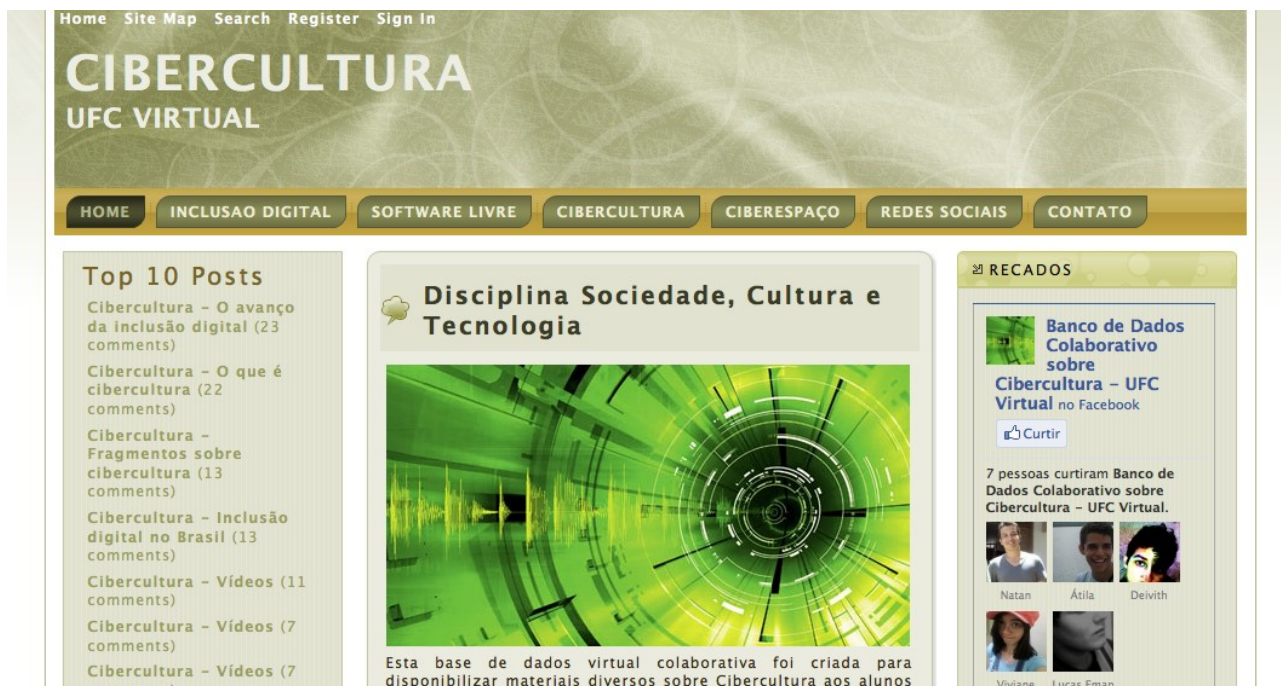 Home Site Map Search Register Sign In
CIBERCULTURA
UFC VIRTUAL
HOME INCLUSAO DIGITAL SOFTWARE LIVRE CIBERCULTURA CIBERESPAÇO REDES SOCIAIS CONTATO
Top 10 Posts
Cibercultura – O avanço
da inclusão digital (23
comments)
Cibercultura – O que é
cibercultura (22
comments)
Cibercultura –
Fragmentos sobre
cibercultura (13
comments)
Cibercultura – Inclusão
digital no Brasil (13
comments)
Cibercultura – Vídeos (11
comments)
Cibercultura – Vídeos (7
comments)
Cibercultura – Vídeos (7
Disciplina Sociedade, Cultura e
Tecnologia
Esta base de dados virtual colaborativa foi criada para
disponibilizar materiais diversos sobre Cibercultura aos alunos
RECADOS
Banco de Dados
Colaborativo
sobre
Cibercultura – UFC
Virtual no Facebook
Curtir
7 pessoas curtiram Banco de
Dados Colaborativo sobre
Cibercultura – UFC Virtual.
Natan Átila Deivith
Viviane Lucas Eman